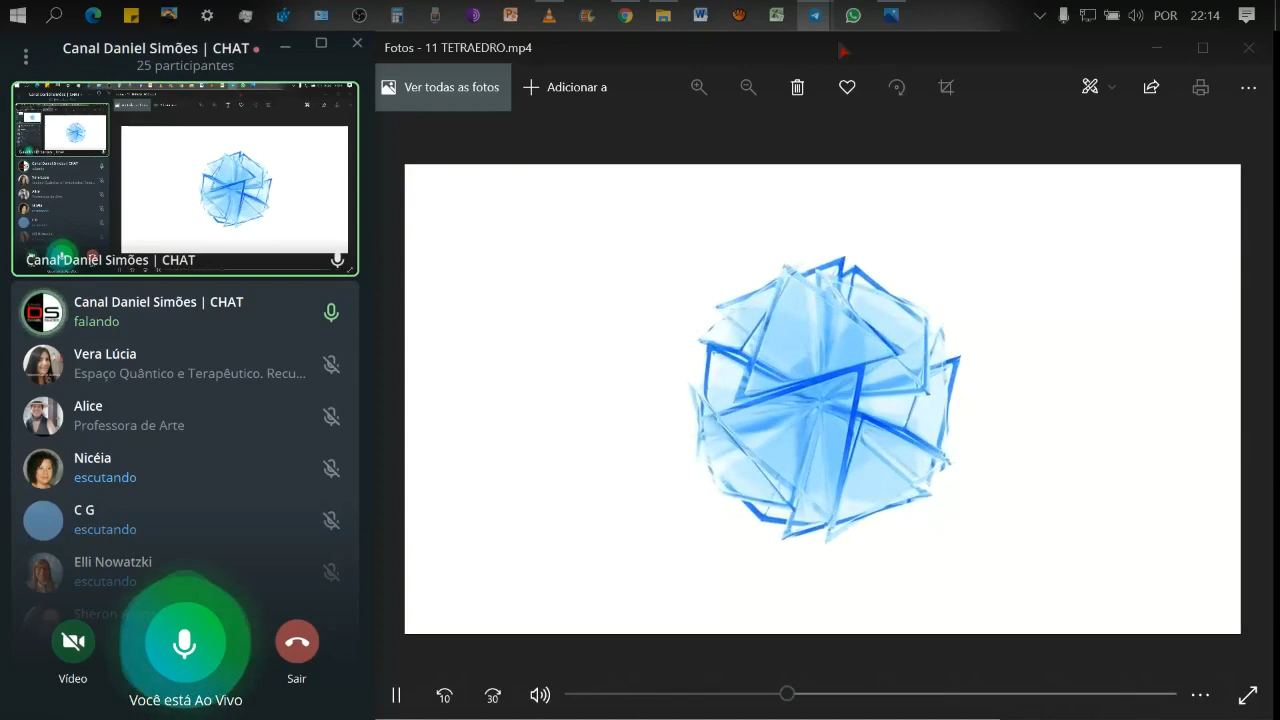 POR
22:14
Canal Daniel Simões | CHAT
25 participantes
Fotos - 11 TETRAEDRO.mp4
Ver todas as fotos
Adicionar a
Canal Daniel Simões | CHAT
DS
Canal Daniel Simões | CHAT
falando
Vera Lúcia
Espaço Quântico e Terapêutico. Recu...
Alice
Professora de Arte
Nicéia
escutando
C G
escutando
Elli Nowatzki
escutando
Sheron
Vídeo
Sair
Você está Ao Vivo
10
30